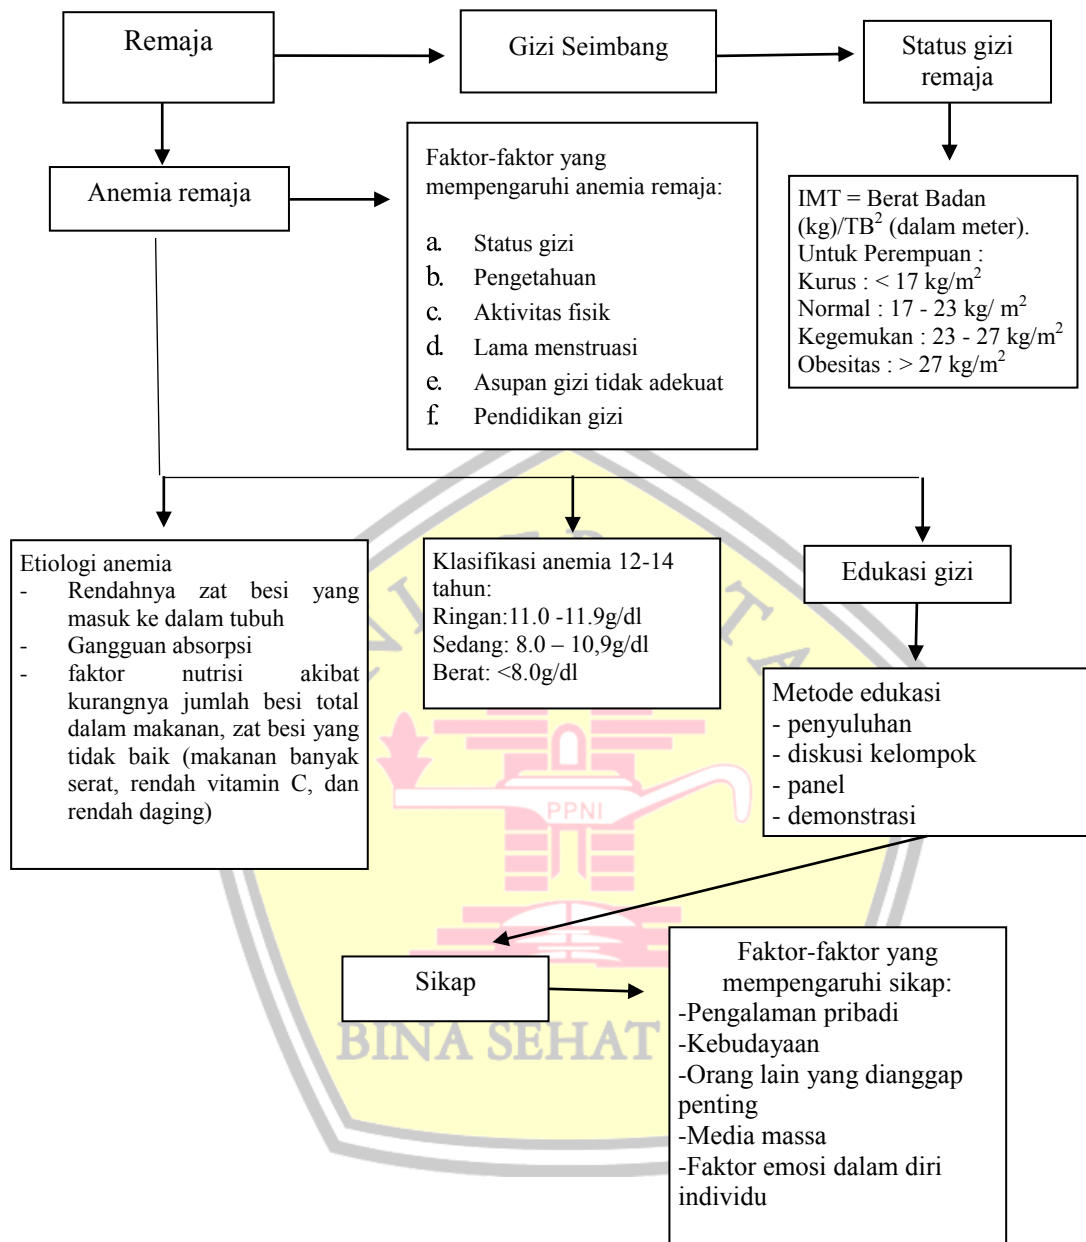 Remaja
Gizi Seimbang
Status gizi
remaja
Anemia remaja
Faktor-faktor yang
mempengaruhi anemia remaja:
a. Status gizi
b. Pengetahuan
c. Aktivitas fisik
d. Lama menstruasi
e. Asupan gizi tidak adekuat
f. Pendidikan gizi
IMT = Berat Badan
(kg)/TB² (dalam meter).
Untuk Perempuan :
Kurus : < 17 kg/m²
Normal : 17 - 23 kg/ m²
Kegemukan : 23 - 27 kg/m²
Obesitas : > 27 kg/m²
Etiologi anemia
- Rendahnya zat besi yang
masuk ke dalam tubuh
- Gangguan absorpsi
- faktor nutrisi akibat
kurangnya jumlah besi total
dalam makanan, zat besi yang
tidak baik (makanan banyak
serat, rendah vitamin C, dan
rendah daging)
Klasifikasi anemia 12-14
tahun:
Ringan:11.0 -11.9g/dl
Sedang: 8.0 – 10,9g/dl
Berat: <8.0g/dl
Edukasi gizi
Metode edukasi
- penyuluhan
- diskusi kelompok
- panel
- demonstrasi
PPNI
Sikap
Faktor-faktor yang
mempengaruhi sikap:
-Pengalaman pribadi
-Kebudayaan
-Orang lain yang dianggap
penting
-Media massa
-Faktor emosi dalam diri
individu
BINA SEHAT